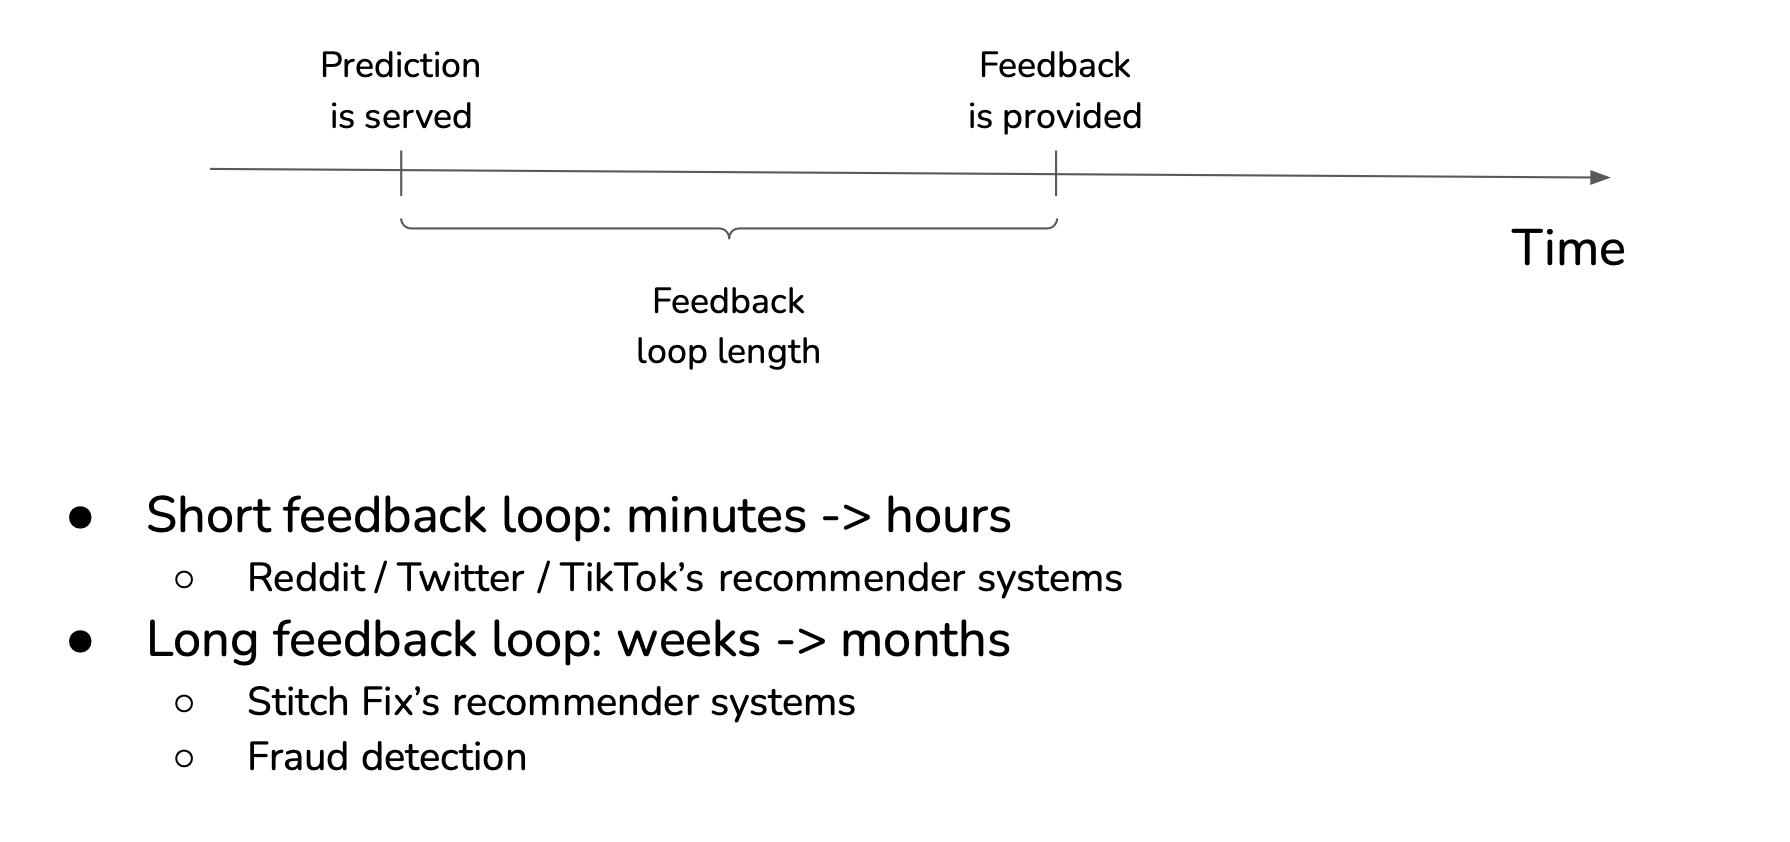 Prediction
is served
Feedback
is provided
Time
Feedback
loop length
● Short feedback loop: minutes -> hours
○ Reddit / Twitter / TikTok’s recommender systems
● Long feedback loop: weeks -> months
○ Stitch Fix’s recommender systems
○ Fraud detection